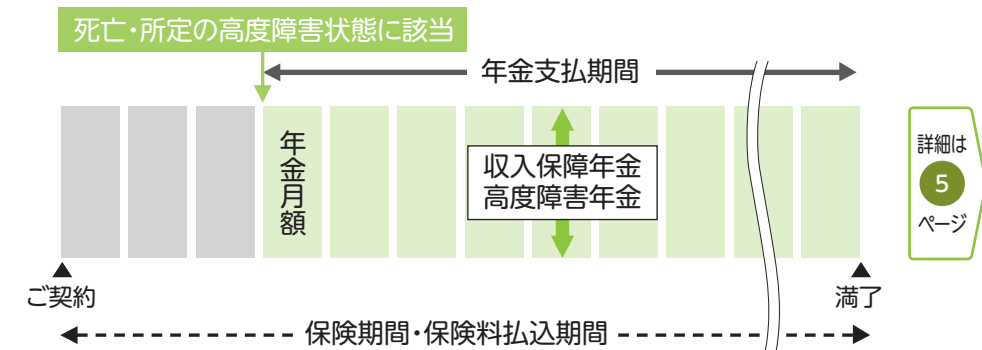 死亡・所定の高度障害状態に該当
年金支払期間
年金月額
収入保障年金
高度障害年金
詳細は
5
ページ
ご契約
満了
保険期間・保険料払込期間